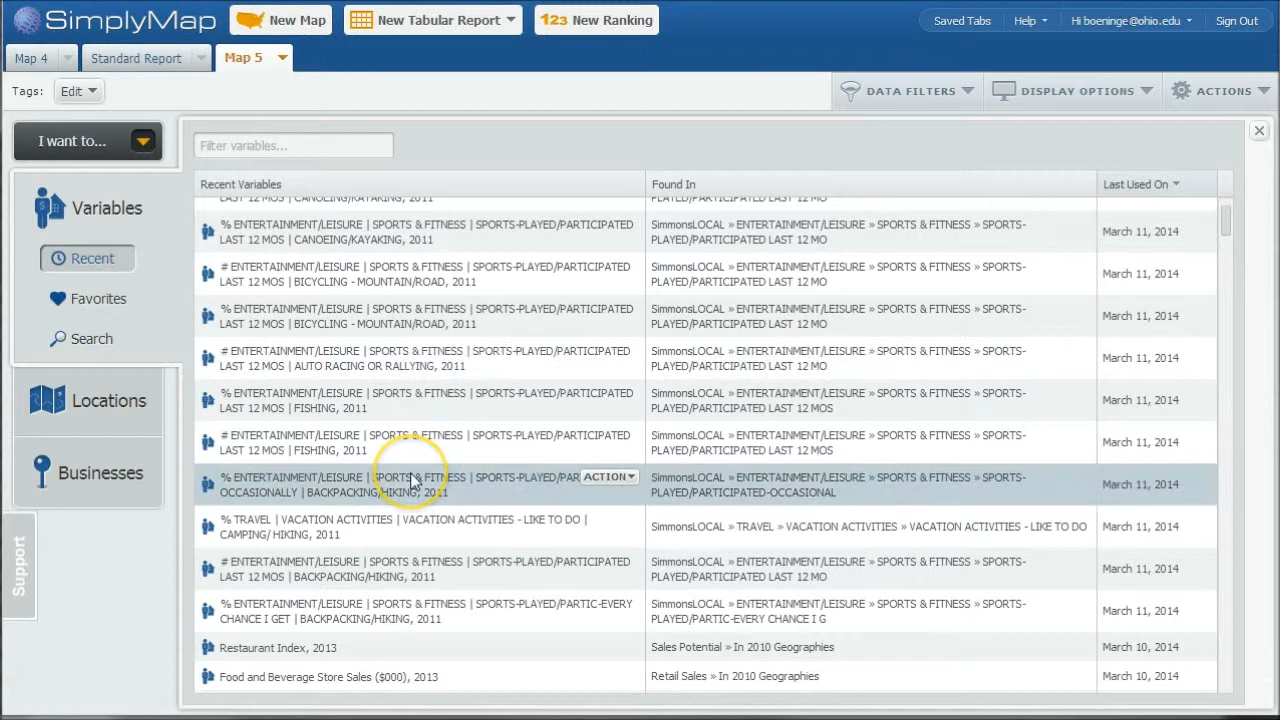 SimplyMap
New Map
New Tabular Report
123 New Ranking
Saved Tabs
Help
Hi boeninge@ohio.edu
Sign Out
Map 4
Standard Report
Map 5
Tags:
Edit
DATA FILTERS
DISPLAY OPTIONS
ACTIONS
I want to...
Variables
Recent
Favorites
Search
Locations
Businesses
Support
Filter variables...
Recent Variables
Found In
Last Used On
LAST 12 MOS | CANOEING/KAYAKING, 2011
PLAYED/PARTICIPATED LAST 12 MO
% ENTERTAINMENT/LEISURE | SPORTS & FITNESS | SPORTS-PLAYED/PARTICIPATED
LAST 12 MOS | CANOEING/KAYAKING, 2011
SimmonsLOCAL » ENTERTAINMENT/LEISURE » SPORTS & FITNESS » SPORTS-
PLAYED/PARTICIPATED LAST 12 MO
March 11, 2014
# ENTERTAINMENT/LEISURE | SPORTS & FITNESS | SPORTS-PLAYED/PARTICIPATED
LAST 12 MOS | BICYCLING - MOUNTAIN/ROAD, 2011
SimmonsLOCAL » ENTERTAINMENT/LEISURE » SPORTS & FITNESS » SPORTS-
PLAYED/PARTICIPATED LAST 12 MO
March 11, 2014
% ENTERTAINMENT/LEISURE | SPORTS & FITNESS | SPORTS-PLAYED/PARTICIPATED
LAST 12 MOS | BICYCLING - MOUNTAIN/ROAD, 2011
SimmonsLOCAL » ENTERTAINMENT/LEISURE » SPORTS & FITNESS » SPORTS-
PLAYED/PARTICIPATED LAST 12 MO
March 11, 2014
# ENTERTAINMENT/LEISURE | SPORTS & FITNESS | SPORTS-PLAYED/PARTICIPATED
LAST 12 MOS | AUTO RACING OR RALLYING, 2011
SimmonsLOCAL » ENTERTAINMENT/LEISURE » SPORTS & FITNESS » SPORTS-
PLAYED/PARTICIPATED LAST 12 MO
March 11, 2014
% ENTERTAINMENT/LEISURE | SPORTS & FITNESS | SPORTS-PLAYED/PARTICIPATED
LAST 12 MOS | FISHING, 2011
SimmonsLOCAL » ENTERTAINMENT/LEISURE » SPORTS & FITNESS » SPORTS-
PLAYED/PARTICIPATED LAST 12 MOS
March 11, 2014
# ENTERTAINMENT/LEISURE | SPORTS & FITNESS | SPORTS-PLAYED/PARTICIPATED
LAST 12 MOS | FISHING, 2011
SimmonsLOCAL » ENTERTAINMENT/LEISURE » SPORTS & FITNESS » SPORTS-
PLAYED/PARTICIPATED LAST 12 MOS
March 11, 2014
% ENTERTAINMENT/LEISURE | SPORTS & FITNESS | SPORTS-PLAYED/PAR
ACTION
OCCASIONALLY | BACKPACKING/HIKING, 2011
SimmonsLOCAL » ENTERTAINMENT/LEISURE » SPORTS & FITNESS » SPORTS-
PLAYED/PARTICIPATED-OCCASIONAL
March 11, 2014
% TRAVEL | VACATION ACTIVITIES | VACATION ACTIVITIES - LIKE TO DO |
CAMPING/ HIKING, 2011
SimmonsLOCAL » TRAVEL » VACATION ACTIVITIES » VACATION ACTIVITIES - LIKE TO DO
March 11, 2014
# ENTERTAINMENT/LEISURE | SPORTS & FITNESS | SPORTS-PLAYED/PARTICIPATED
LAST 12 MOS | BACKPACKING/HIKING, 2011
SimmonsLOCAL » ENTERTAINMENT/LEISURE » SPORTS & FITNESS » SPORTS-
PLAYED/PARTICIPATED LAST 12 MO
March 11, 2014
% ENTERTAINMENT/LEISURE | SPORTS & FITNESS | SPORTS-PLAYED/PARTIC-EVERY
CHANCE I GET | BACKPACKING/HIKING, 2011
SimmonsLOCAL » ENTERTAINMENT/LEISURE » SPORTS & FITNESS » SPORTS-
PLAYED/PARTIC-EVERY CHANCE I G
March 11, 2014
Restaurant Index, 2013
Sales Potential » In 2010 Geographies
March 10, 2014
Food and Beverage Store Sales ($000), 2013
Retail Sales » In 2010 Geographies
March 10, 2014